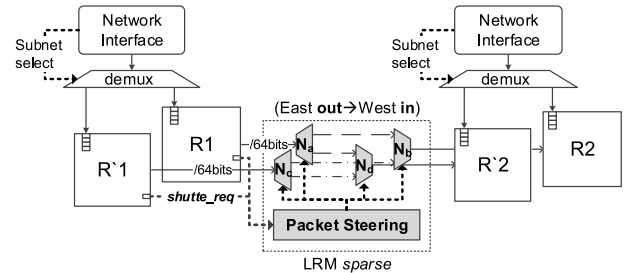 Network
Interface
Subnet
select
demux
Network
Interface
Subnet
select
demux
(East out→West in)
R1
/64bits
Na
Nb
R`1
/64bits
Nc
Nd
R`2
R2
shutte_req
Packet Steering
LRM sparse